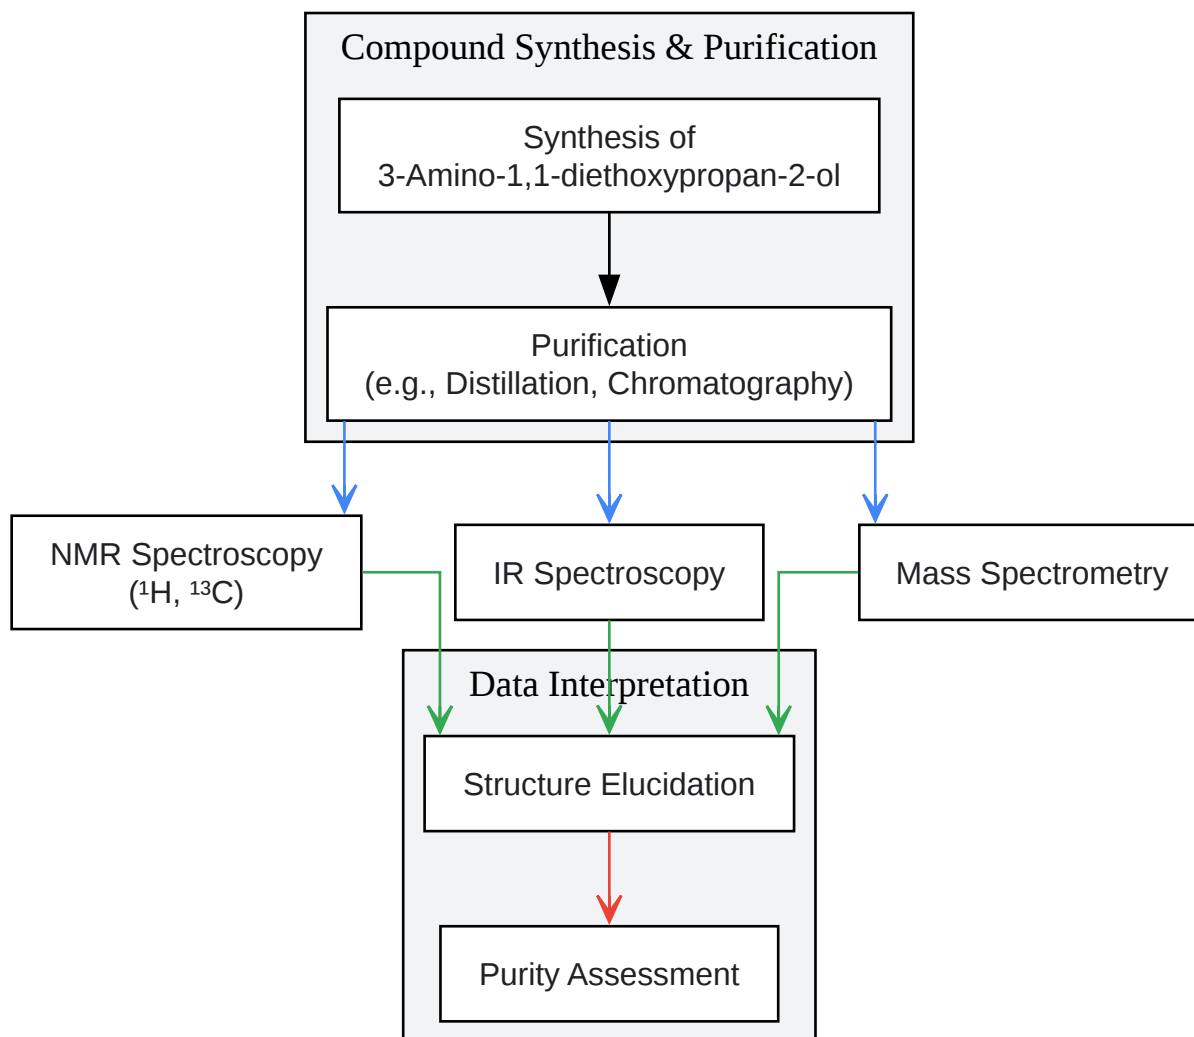 Compound Synthesis & Purification
Synthesis of
3-Amino-1,1-diethoxypropan-2-ol
Purification
(e.g., Distillation, Chromatography)
NMR Spectroscopy
(¹H, ¹³C)
IR Spectroscopy
Mass Spectrometry
Data Interpretation
Structure Elucidation
Purity Assessment